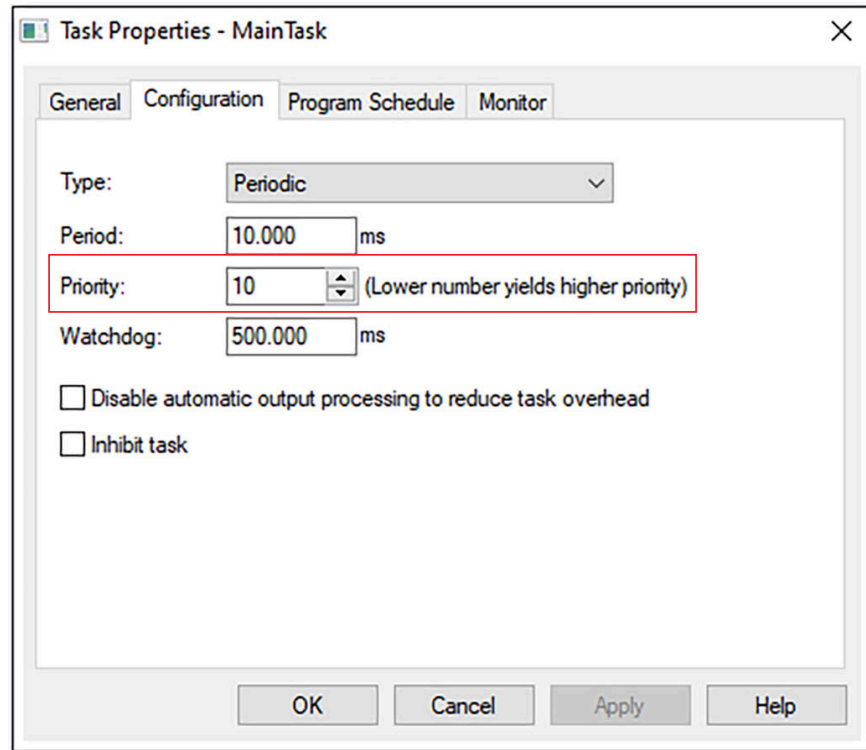 Task Properties - MainTask
General Configuration Program Schedule Monitor
Type: Periodic
Period: 10.000 ms
Priority: 10 (Lower number yields higher priority)
Watchdog: 500.000 ms
Disable automatic output processing to reduce task overhead
Inhibit task
OK Cancel Apply Help